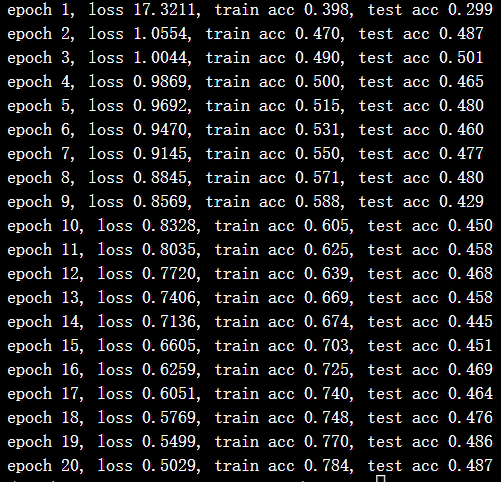 epoch 1, loss 17.3211, train acc 0.398, test acc 0.299
epoch 2, loss 1.0554, train acc 0.470, test acc 0.487
epoch 3, loss 1.0044, train acc 0.490, test acc 0.501
epoch 4, loss 0.9869, train acc 0.500, test acc 0.465
epoch 5, loss 0.9692, train acc 0.515, test acc 0.480
epoch 6, loss 0.9470, train acc 0.531, test acc 0.460
epoch 7, loss 0.9145, train acc 0.550, test acc 0.477
epoch 8, loss 0.8845, train acc 0.571, test acc 0.480
epoch 9, loss 0.8569, train acc 0.588, test acc 0.429
epoch 10, loss 0.8328, train acc 0.605, test acc 0.450
epoch 11, loss 0.8035, train acc 0.625, test acc 0.458
epoch 12, loss 0.7720, train acc 0.639, test acc 0.468
epoch 13, loss 0.7406, train acc 0.669, test acc 0.458
epoch 14, loss 0.7136, train acc 0.674, test acc 0.445
epoch 15, loss 0.6605, train acc 0.703, test acc 0.451
epoch 16, loss 0.6259, train acc 0.725, test acc 0.469
epoch 17, loss 0.6051, train acc 0.740, test acc 0.464
epoch 18, loss 0.5769, train acc 0.748, test acc 0.476
epoch 19, loss 0.5499, train acc 0.770, test acc 0.486
epoch 20, loss 0.5029, train acc 0.784, test acc 0.487